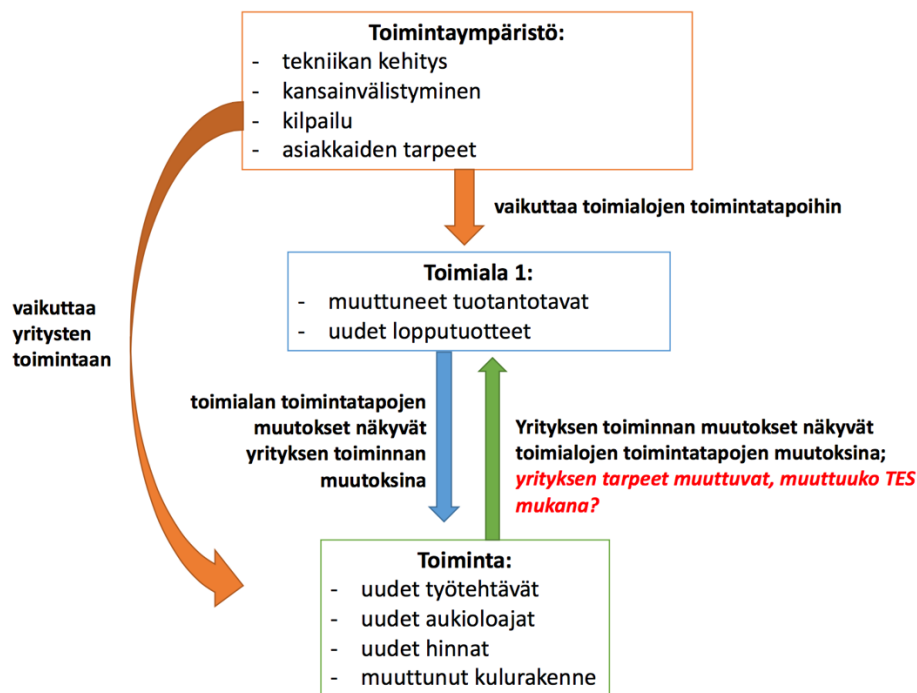 Toimintaympäristö:
- tekniikan kehitys
- kansainvälistyminen
- kilpailu
- asiakkaiden tarpeet
vaikuttaa toimialojen toimintatapoihin
Toimiala 1:
- muuttuneet tuotantotavat
- uudet lopputuotteet
vaikuttaa
yritysten
toimintaan
toimialan toimintatapojen
muutokset näkyvät
yrityksen toiminnan
muutoksina
Yrityksen toiminnan muutokset näkyvät
toimialojen toimintatapojen muutoksina;
yrityksen tarpeet muuttuvat, muuttuuko TES
mukana?
Toiminta:
- uudet työtehtävät
- uudet aukioloajat
- uudet hinnat
- muuttunut kulurakenne